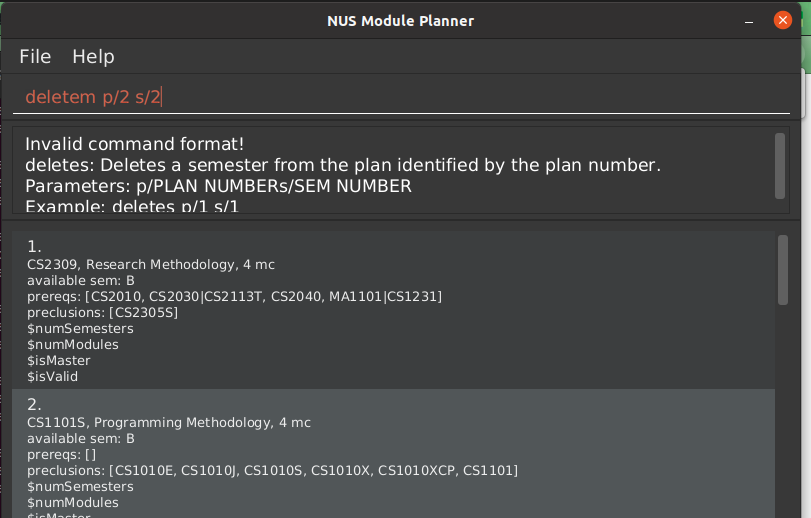 NUS Module Planner
File Help
deletem p/2 s/2
Invalid command format!
deletes: Deletes a semester from the plan identified by the plan number.
Parameters: p/PLAN NUMBERs/SEM NUMBER
Example: deletes p/1 s/1
1.
CS2309, Research Methodology, 4 mc
available sem: B
prereqs: [CS2010, CS2030|CS2113T, CS2040, MA1101|CS1231]
preclusions: [CS2305S]
$numSemesters
$numModules
$isMaster
$isValid
2.
CS1101S, Programming Methodology, 4 mc
available sem: B
prereqs: []
preclusions: [CS1010E, CS1010J, CS1010S, CS1010X, CS1010XCP, CS1101]
$numSemesters
$numModules
$isMaster